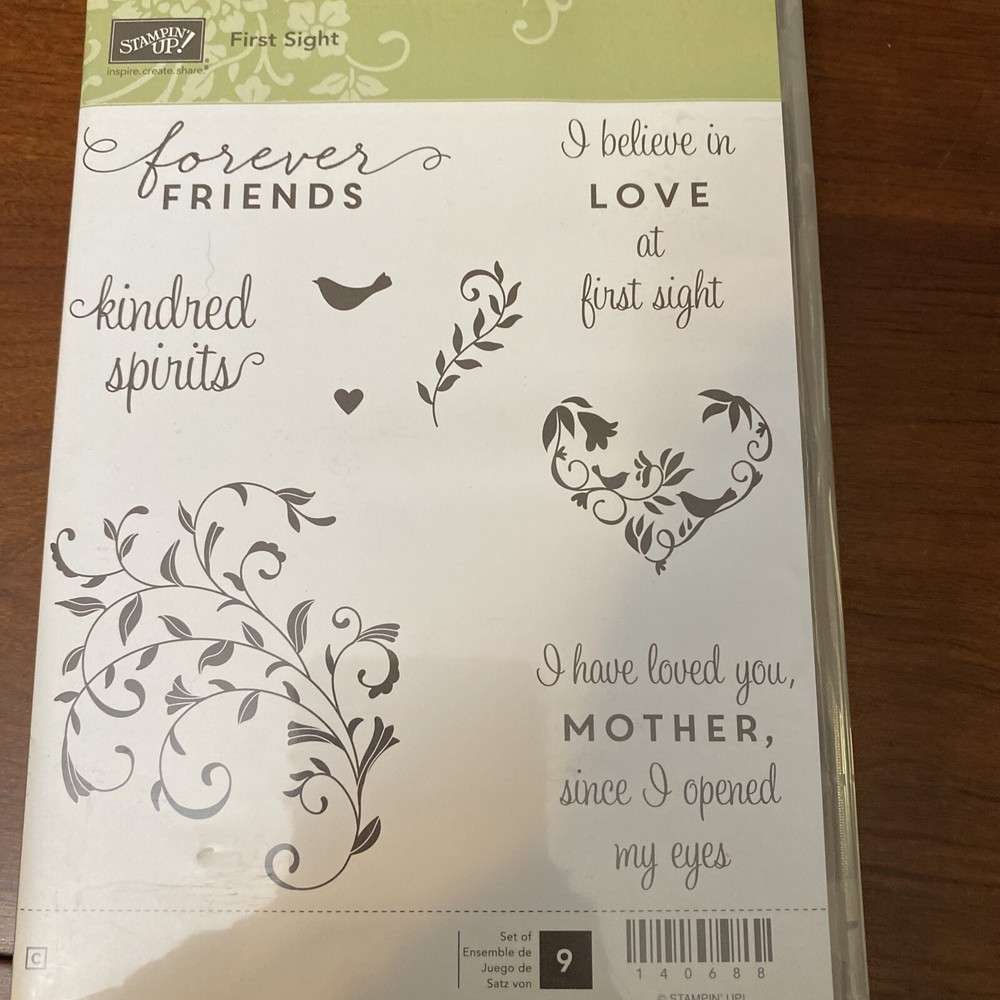 STAMPIN' UP!®
inspire. create. share.®
First Sight
forever
FRIENDS
I believe in
LOVE
at
first sight
kindred
spirits
I have loved you,
MOTHER,
since I opened
my eyes
C
Set of
Ensemble de
Juego de
Satz von
9
140688
© STAMPIN' UP!